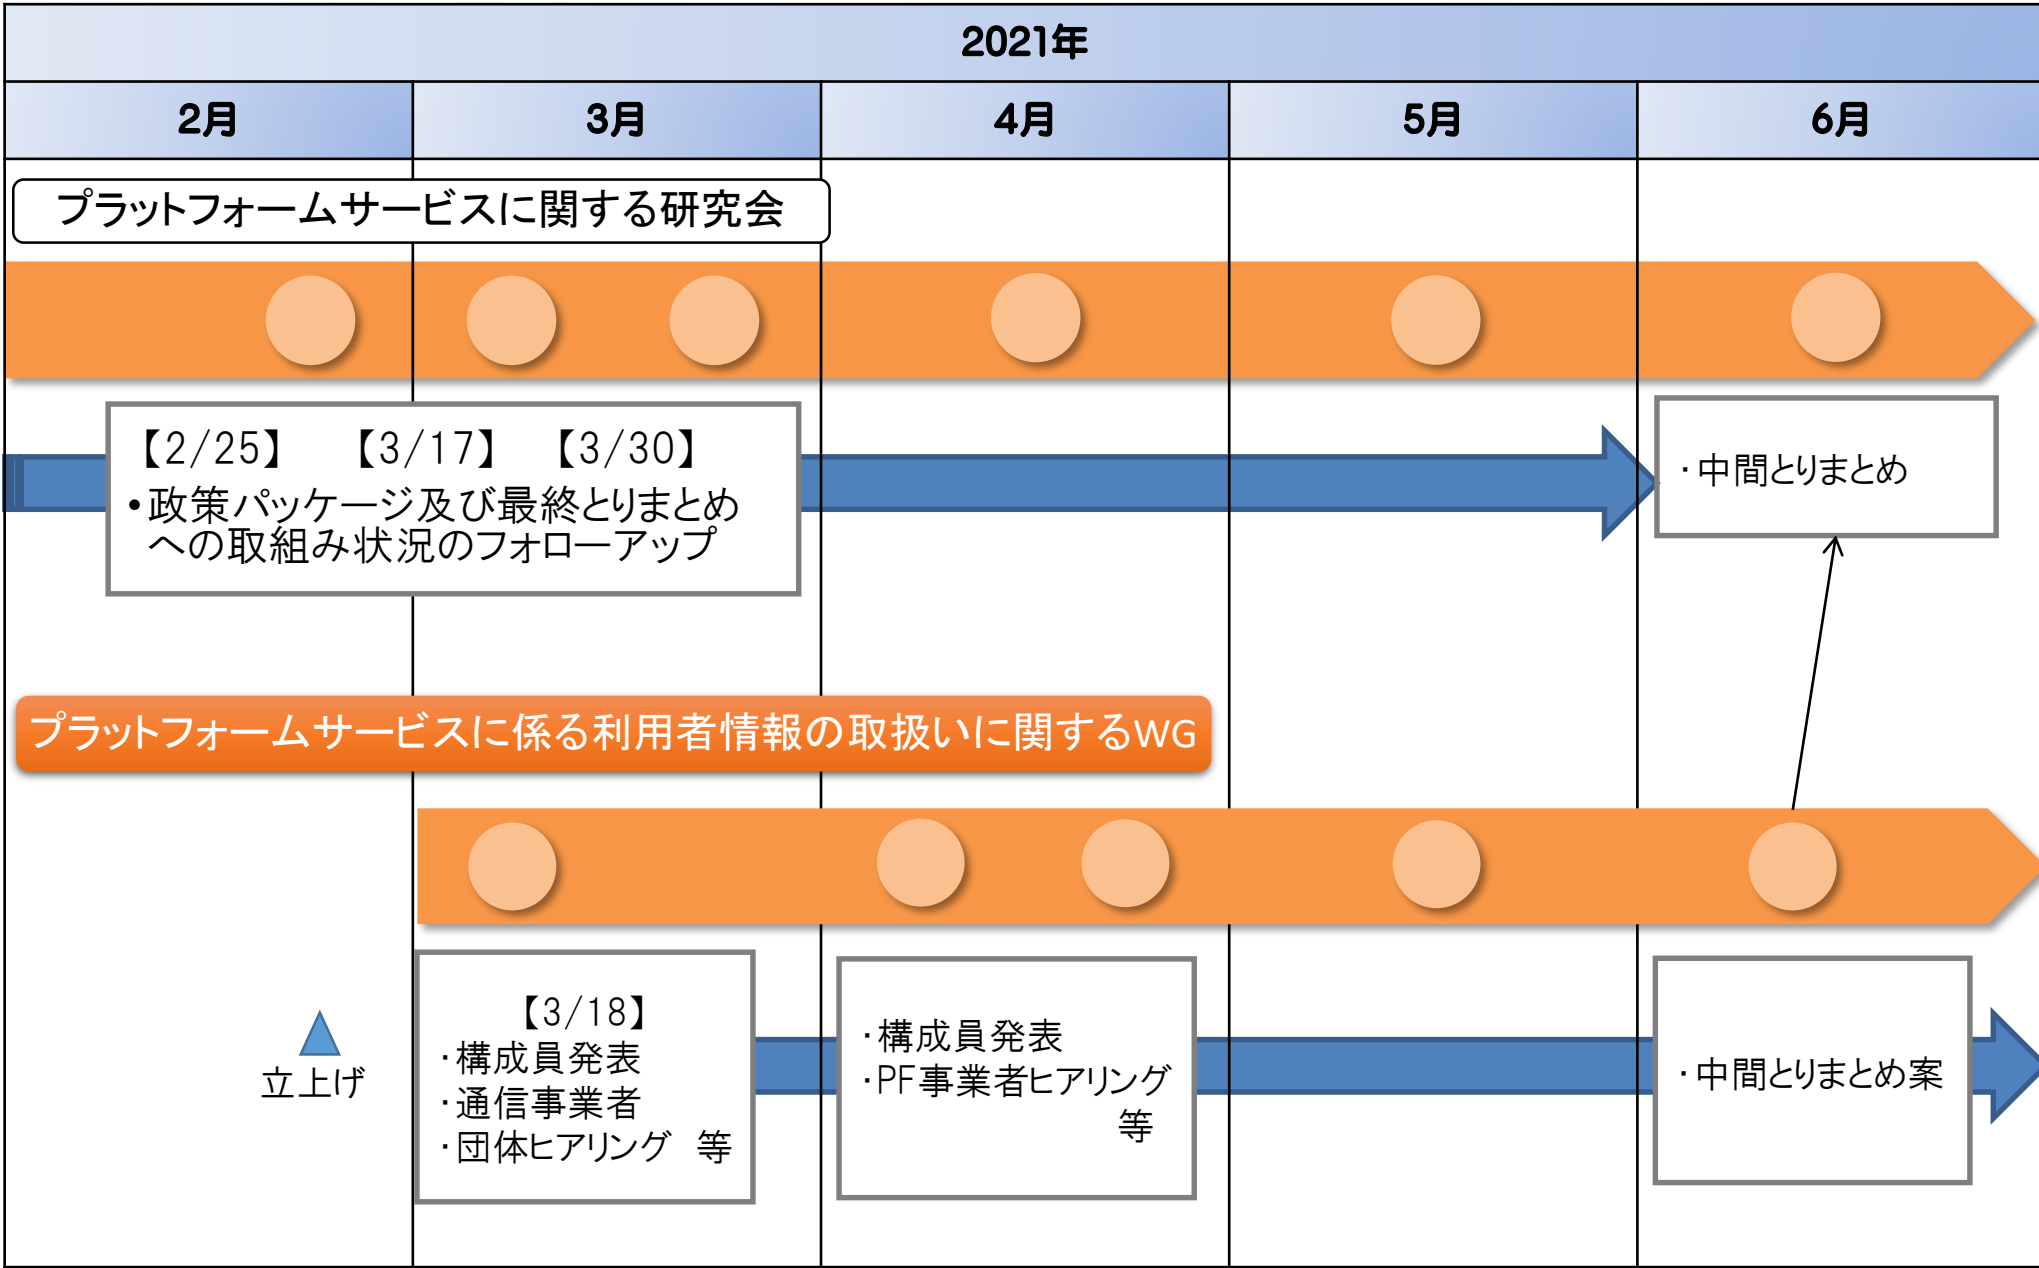 2021年
2月
3月
4月
5月
6月
プラットフォームサービスに関する研究会
【2/25】　【3/17】　【3/30】
•政策パッケージ及び最終とりまとめ
への取組み状況のフォローアップ
・中間とりまとめ
プラットフォームサービスに係る利用者情報の取扱いに関するWG
立上げ
【3/18】
・構成員発表
・通信事業者
・団体ヒアリング　等
・構成員発表
・PF事業者ヒアリング
等
・中間とりまとめ案